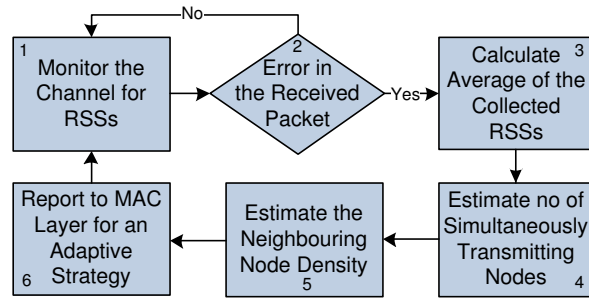 No
1
Monitor the
Channel for
RSSs
2
Error in
the Received
Packet
Yes
3
Calculate
Average of the
Collected
RSSs
Estimate no of
Simultaneously
Transmitting
Nodes
4
Estimate the
Neighbouring
Node Density
5
Report to MAC
Layer for an
Adaptive
Strategy
6